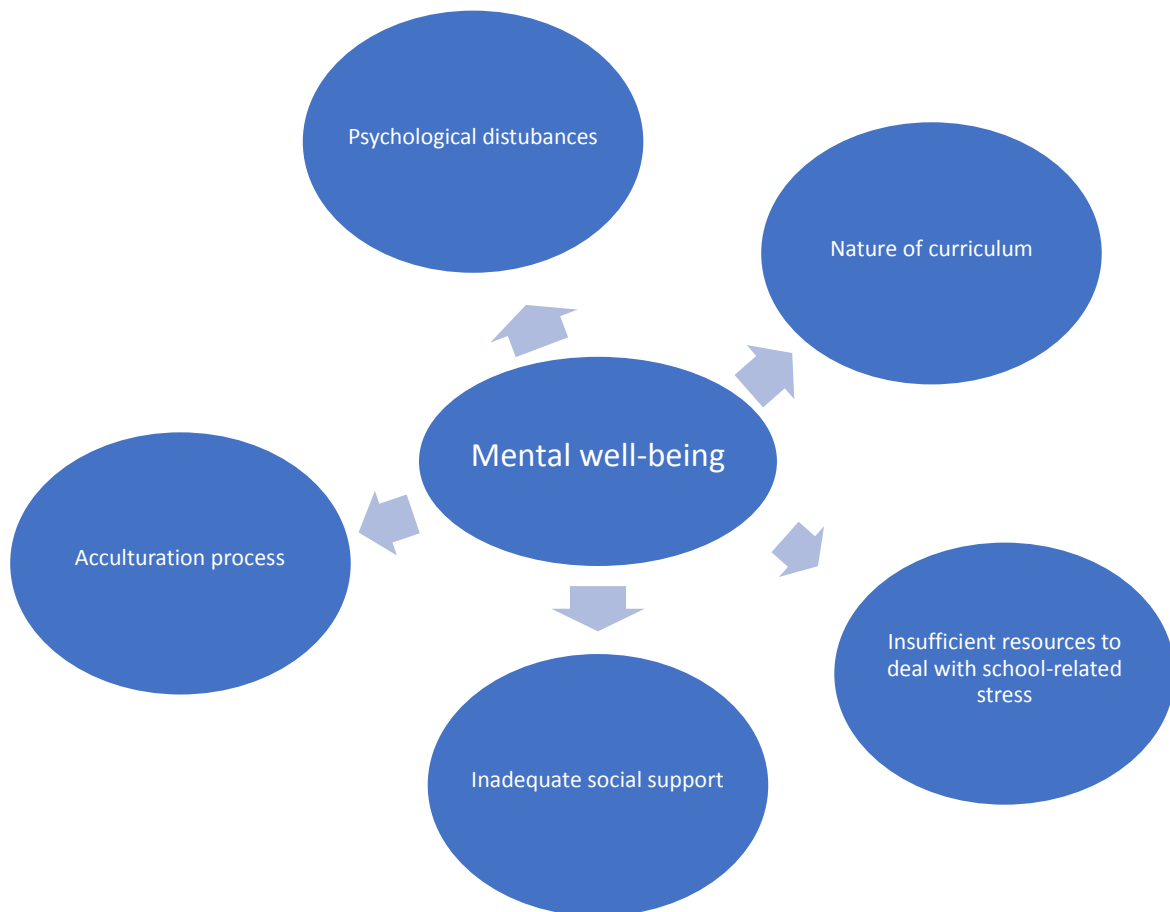 Psychological distubances
Nature of curriculum
Mental well-being
Acculturation process
Insufficient resources to
deal with school-related
stress
Inadequate social support